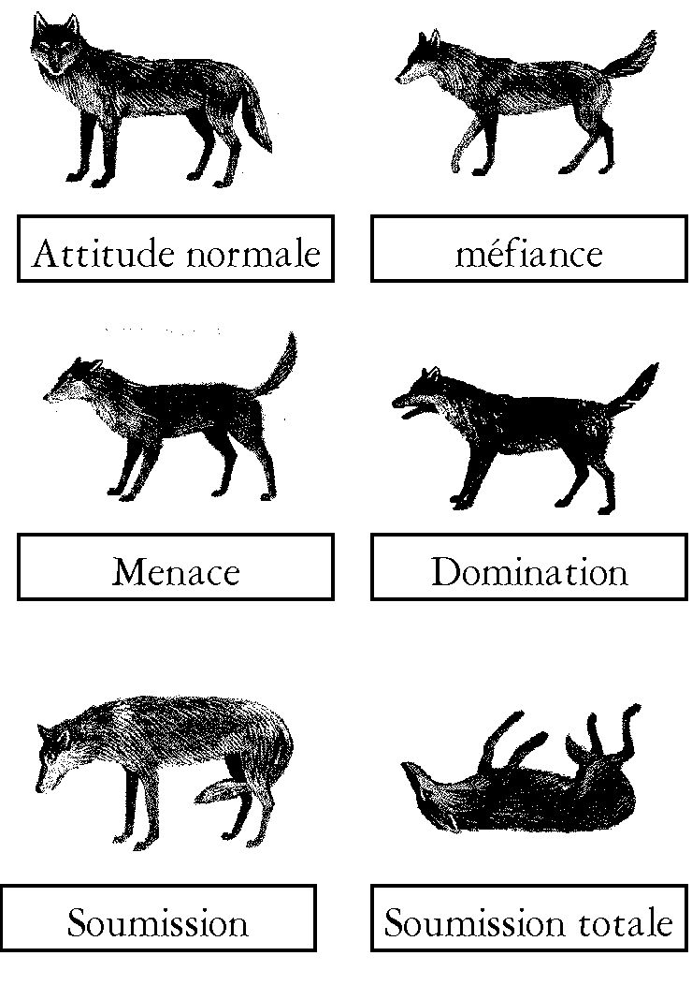 Attitude normale
méfiance
Menace
Domination
Soumission
Soumission totale